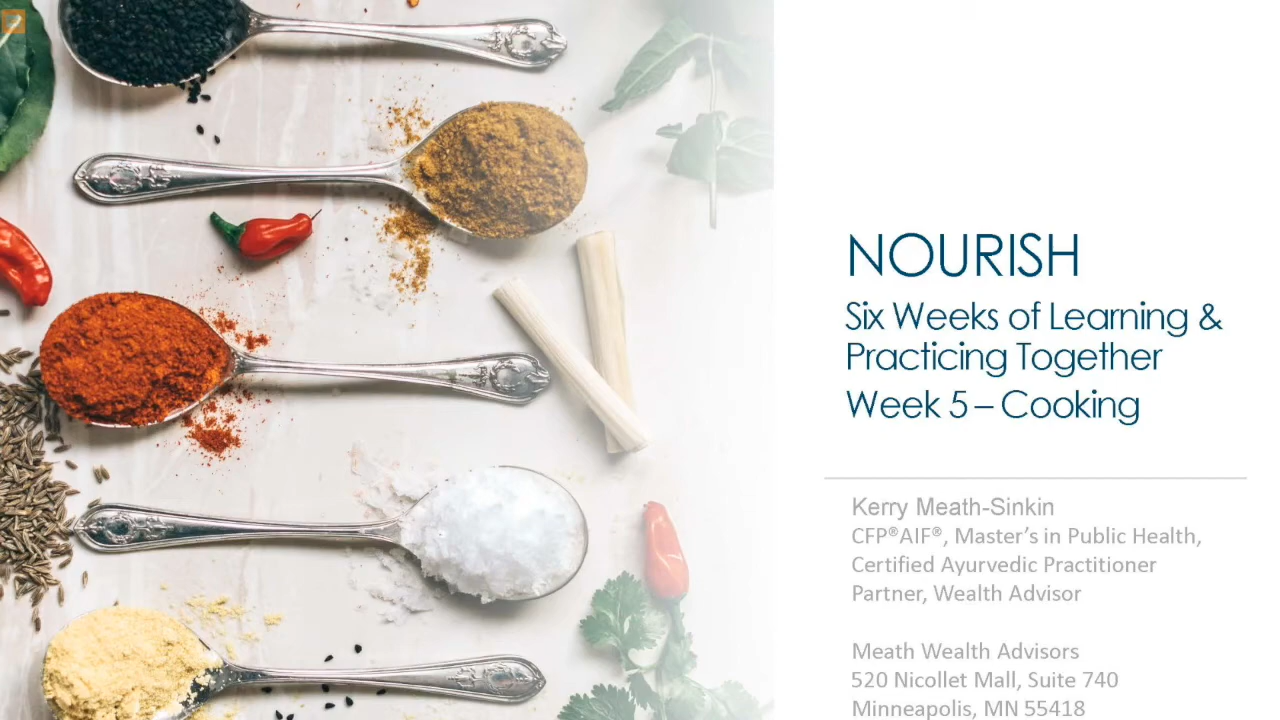 NOURISH
Six Weeks of Learning &
Practicing Together
Week 5 – Cooking
Kerry Meath-Sinkin
CFP®AIF®, Master's in Public Health,
Certified Ayurvedic Practitioner
Partner, Wealth Advisor
Meath Wealth Advisors
520 Nicollet Mall, Suite 740
Minneapolis, MN 55418